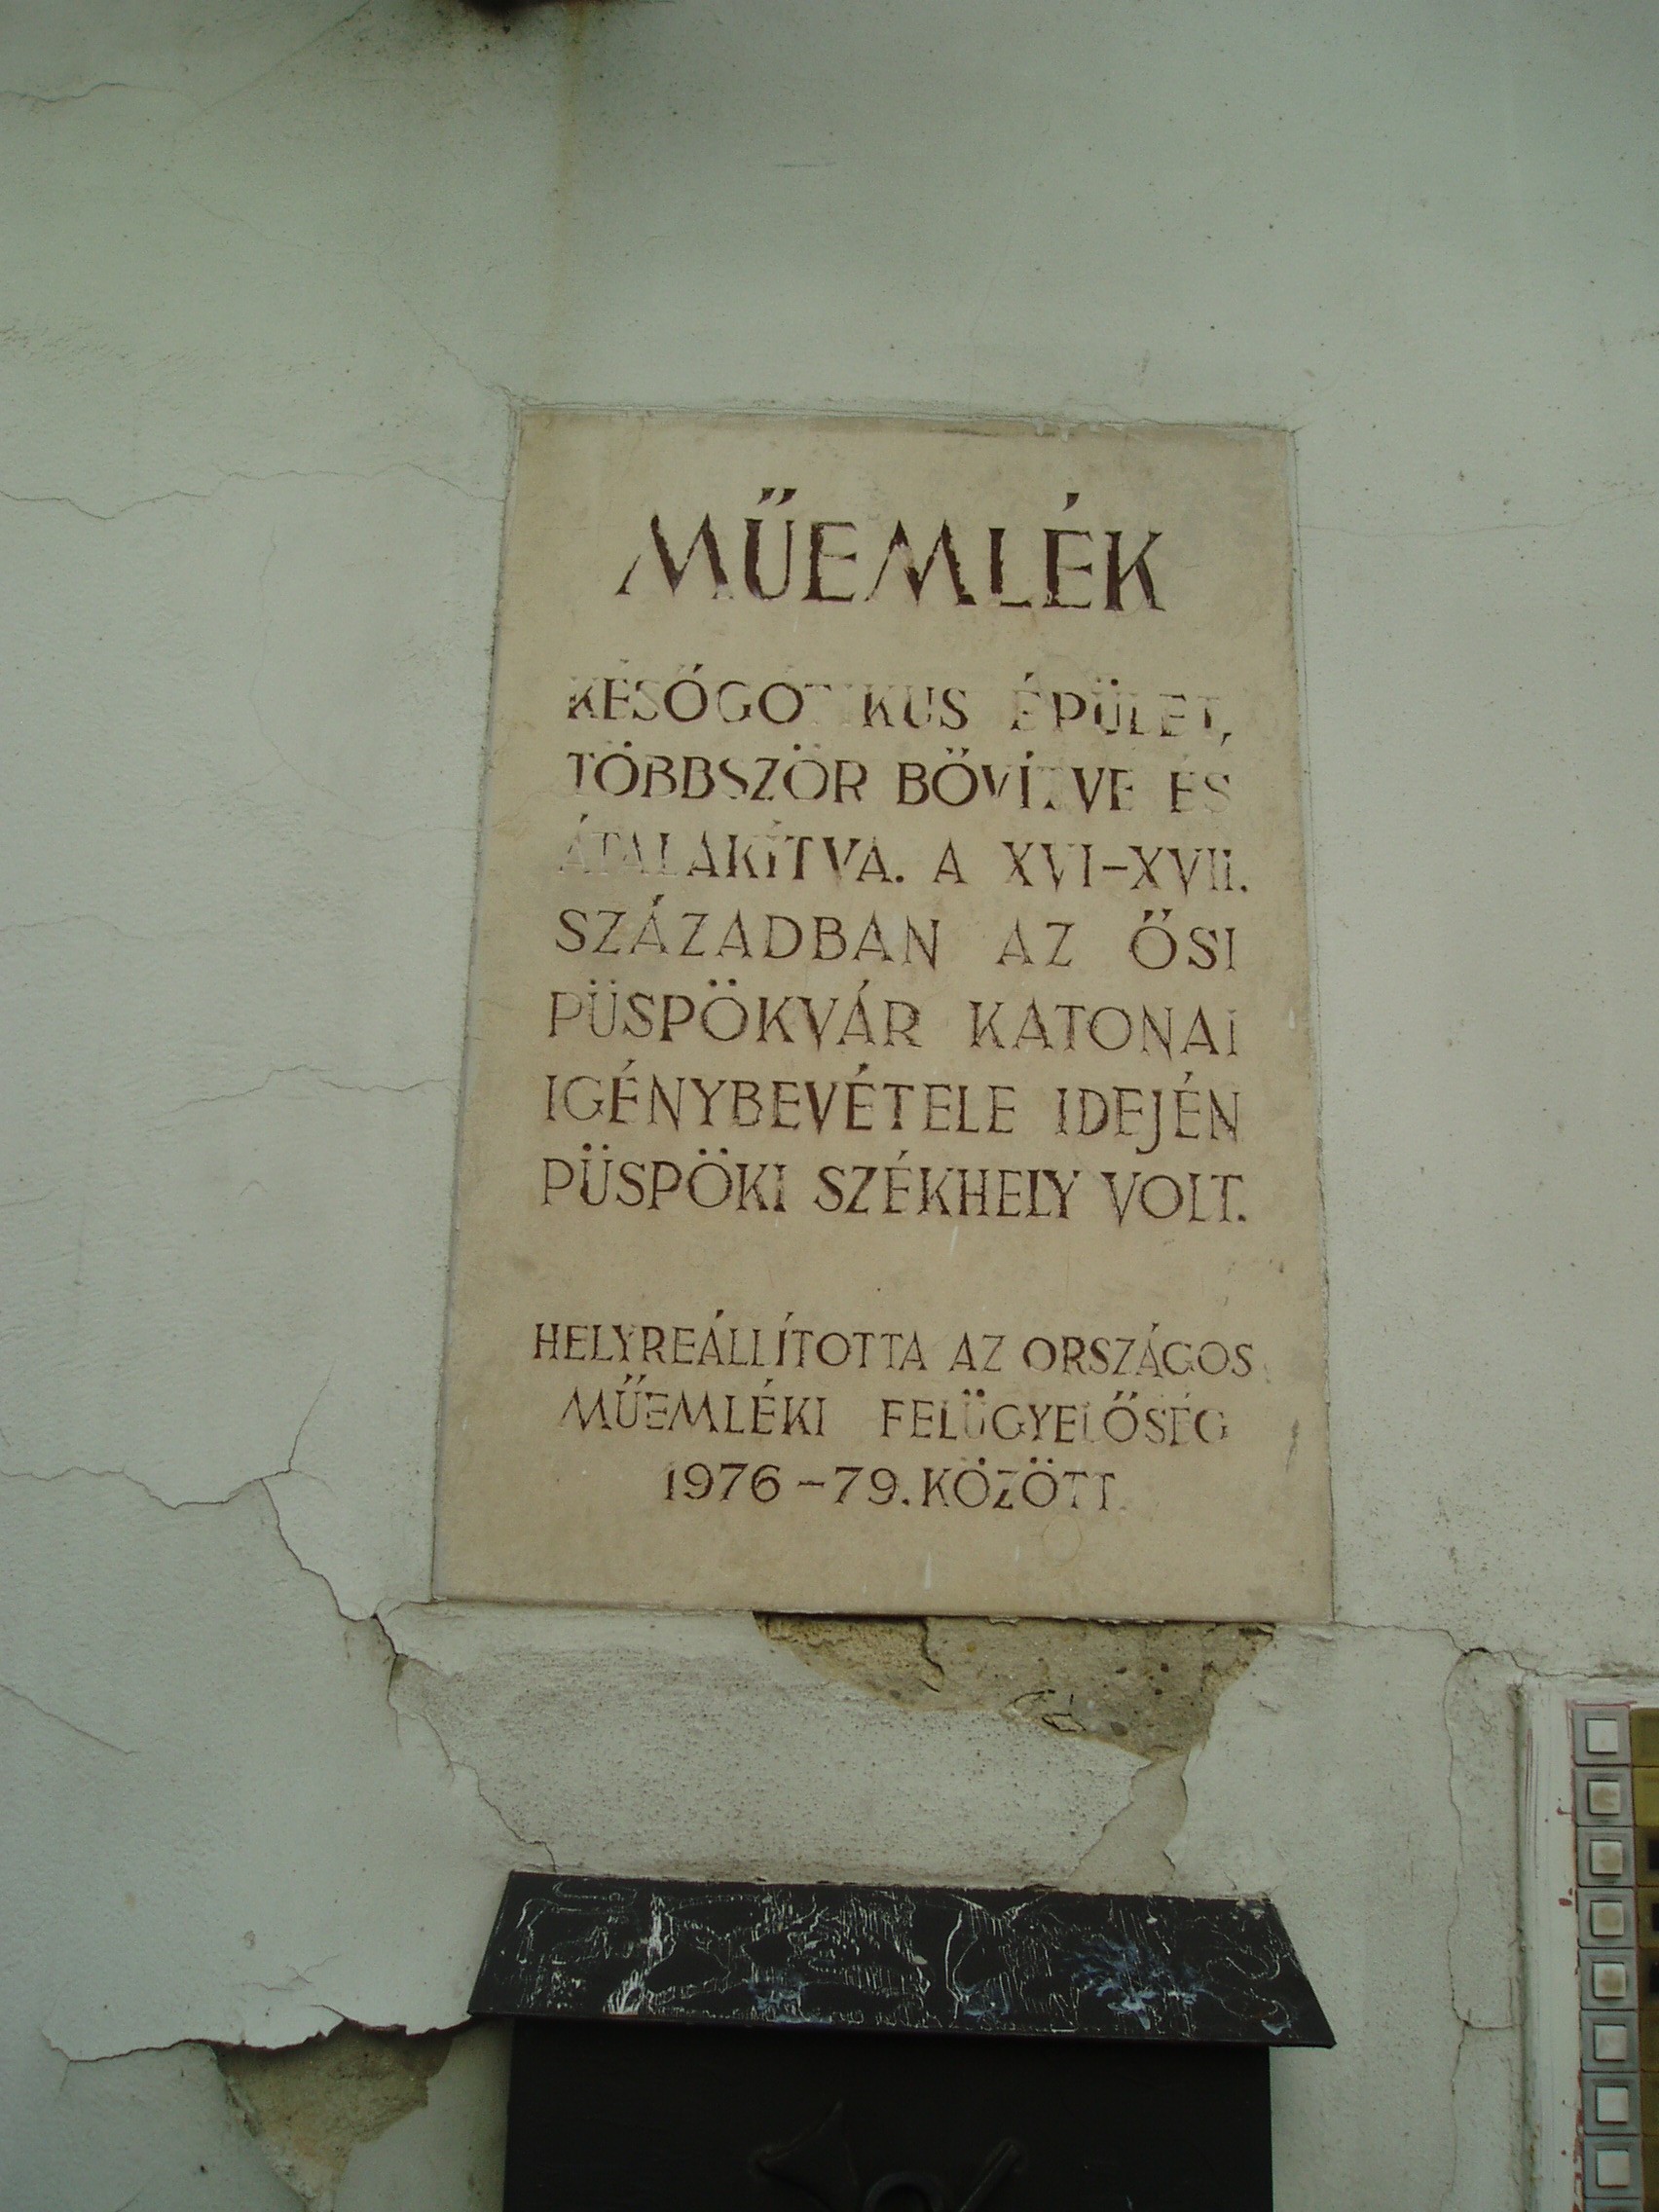 MŰEMLÉK
KÉSŐGÓTIKUS ÉPÜLET,
TÖBBSZÖR BŐVÍTVE ÉS
ÁTALAKÍTVA. A XVI-XVII.
SZÁZADBAN AZ ŐSI
PÜSPÖKVÁR KATONAI
IGÉNYBEVÉTELE IDEJÉN
PÜSPÖKI SZÉKHELY VOLT.
HELYREÁLLÍTOTTA AZ ORSZÁGOS
MŰEMLÉKI FELÜGYELŐSÉG
1976-79. KÖZÖTT.